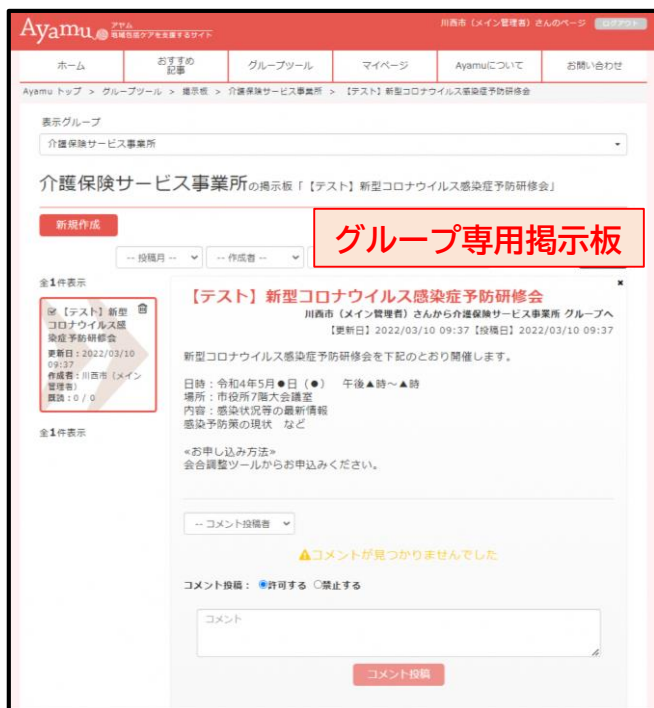 Ayamu アヤム 地域包括ケアを支援するサイト
川西市（メイン管理者）さんのページ ログアウト
ホーム おすすめ記事 グループツール マイページ Ayamuについて お問い合わせ
Ayamu トップ > グループツール > 掲示板 > 介護保険サービス事業所 > 【テスト】新型コロナウイルス感染症予防研修会
表示グループ
介護保険サービス事業所
介護保険サービス事業所の掲示板「【テスト】新型コロナウイルス感染症予防研修会」
新規作成
グループ専用掲示板
-- 投稿月 -- -- 作成者 --
全1件表示
【テスト】新型
コロナウイルス感
染症予防研修会
更新日：2022/03/10
09:37
作成者：川西市（メイン
管理者）
既読：0 / 0
全1件表示
【テスト】新型コロナウイルス感染症予防研修会
川西市（メイン管理者）さんから介護保険サービス事業所 グループへ
【更新日】2022/03/10 09:37【投稿日】2022/03/10 09:37
新型コロナウイルス感染症予防研修会を下記のとおり開催します。
日時：令和4年5月●日（●） 午後▲時～▲時
場所：市役所7階大会議室
内容：感染状況等の最新情報
感染予防策の現状 など
≪お申し込み方法≫
会合調整ツールからお申込みください。
-- コメント投稿者
コメントが見つかりませんでした
コメント投稿： 許可する 禁止する
コメント
コメント投稿